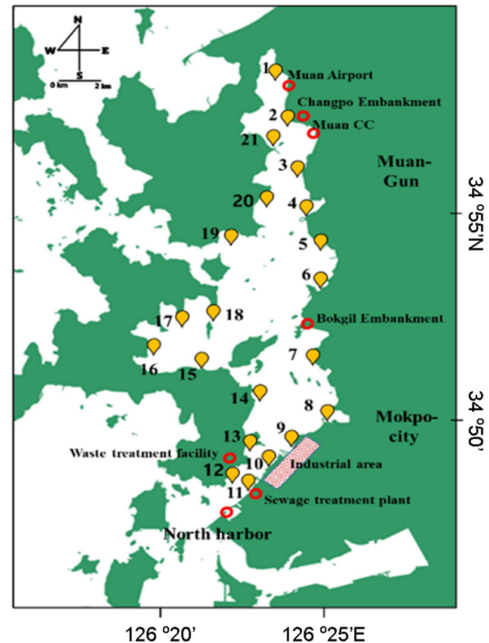 N
W E
S
0 km 2 km
1
Muan Airport
Changpo Embankment
2
Muan CC
21
3
Muan-
Gun
20
4
34 °55'N
19
5
6
17
18
Bokgil Embankment
16
15
7
14
8
Mokpo-
city
34 °50'
9
13
Waste treatment facility
10
Industrial area
12
11
Sewage treatment plant
North harbor
126 °20'
126 °25'E